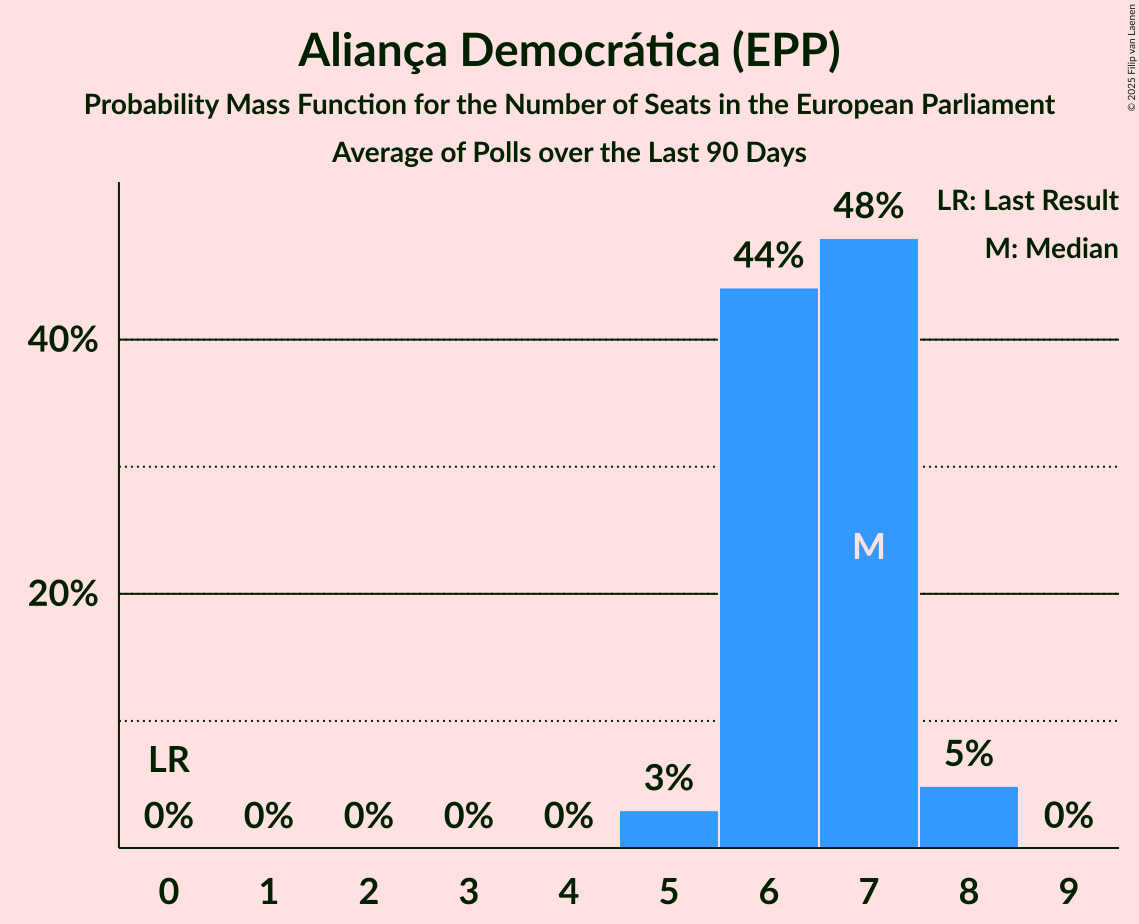 Aliança Democrática (EPP)
Probability Mass Function for the Number of Seats in the European Parliament
Average of Polls over the Last 90 Days
© 2025 Filip van Laenen
LR: Last Result
M: Median
48%
44%
40%
M
20%
LR
5%
3%
0% 0% 0% 0% 0% 0%
0 1 2 3 4 5 6 7 8 9